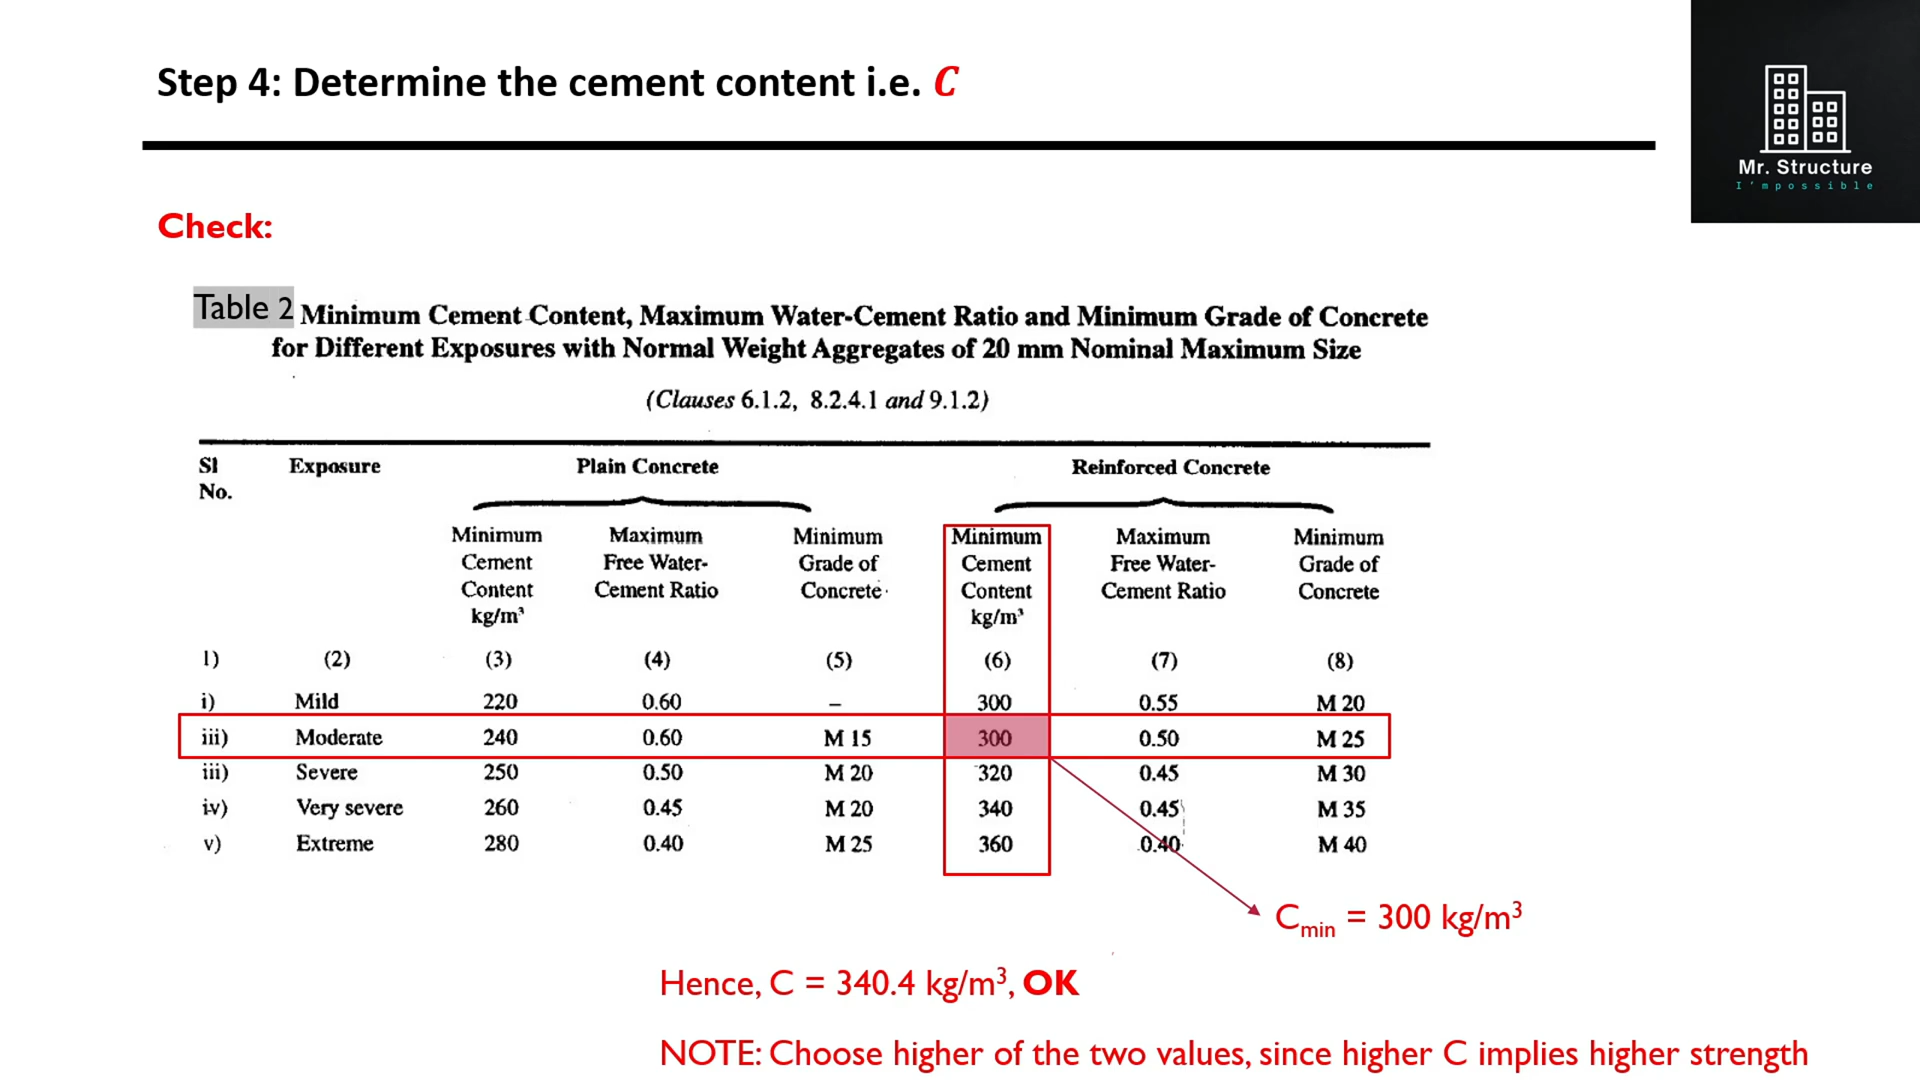 Step 4: Determine the cement content i.e. C
Mr. Structure
I'mpossible
Check:
Table 2 Minimum Cement Content, Maximum Water-Cement Ratio and Minimum Grade of Concrete
for Different Exposures with Normal Weight Aggregates of 20 mm Nominal Maximum Size
(Clauses 6.1.2, 8.2.4.1 and 9.1.2)
Sl No. Exposure Plain Concrete Reinforced Concrete
Minimum Maximum Minimum Minimum Maximum Minimum
Cement Free Water- Grade of Cement Free Water- Grade of
Content Cement Ratio Concrete Content Cement Ratio Concrete
kg/m³ kg/m³
1) (2) (3) (4) (5) (6) (7) (8)
i) Mild 220 0.60 – 300 0.55 M 20
iii) Moderate 240 0.60 M 15 300 0.50 M 25
iii) Severe 250 0.50 M 20 320 0.45 M 30
iv) Very severe 260 0.45 M 20 340 0.45 M 35
v) Extreme 280 0.40 M 25 360 0.40 M 40
Cmin = 300 kg/m³
Hence, C = 340.4 kg/m³, OK
NOTE: Choose higher of the two values, since higher C implies higher strength